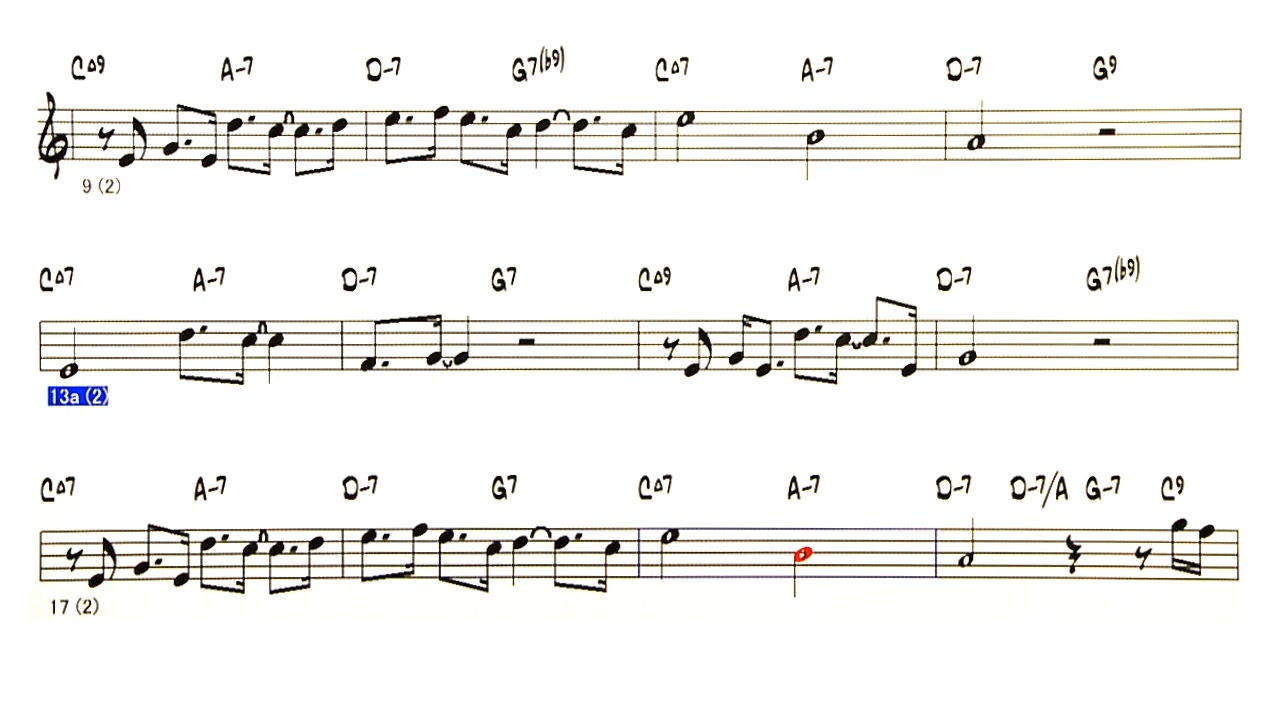 C△9 A-7 D-7 G7(b9) C△7 A-7 D-7 G9
9 (2)
C△7 A-7 D-7 G7 C△9 A-7 D-7 G7(b9)
13a (2)
C△7 A-7 D-7 G7 C△7 A-7 D-7 D-7/A G-7 C9
17 (2)